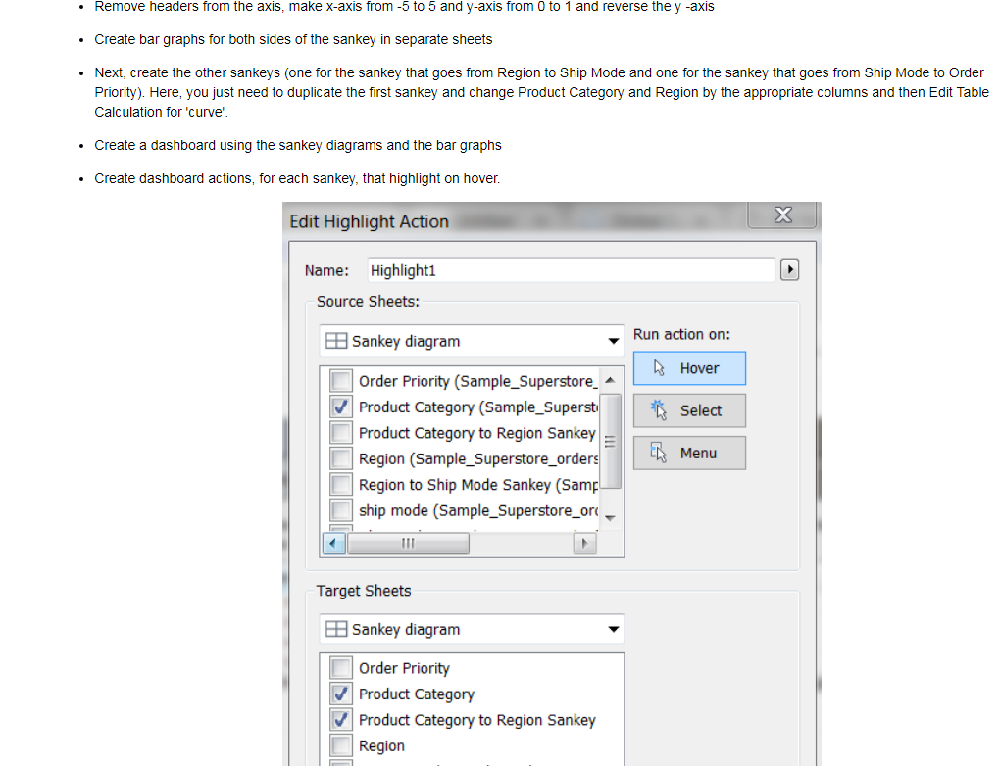 Remove headers from the axis, make x-axis from -5 to 5 and y-axis from 0 to 1 and reverse the y -axis
Create bar graphs for both sides of the sankey in separate sheets
Next, create the other sankeys (one for the sankey that goes from Region to Ship Mode and one for the sankey that goes from Ship Mode to Order
Priority). Here, you just need to duplicate the first sankey and change Product Category and Region by the appropriate columns and then Edit Table
Calculation for 'curve'.
Create a dashboard using the sankey diagrams and the bar graphs
Create dashboard actions, for each sankey, that highlight on hover.
Edit Highlight Action
Name: Highlight1
Source Sheets:
Sankey diagram
Run action on:
Hover
Select
Menu
Order Priority (Sample_Superstore_
Product Category (Sample_Superst
Product Category to Region Sankey
Region (Sample_Superstore_orders
Region to Ship Mode Sankey (Samp
ship mode (Sample_Superstore_or
Target Sheets
Sankey diagram
Order Priority
Product Category
Product Category to Region Sankey
Region